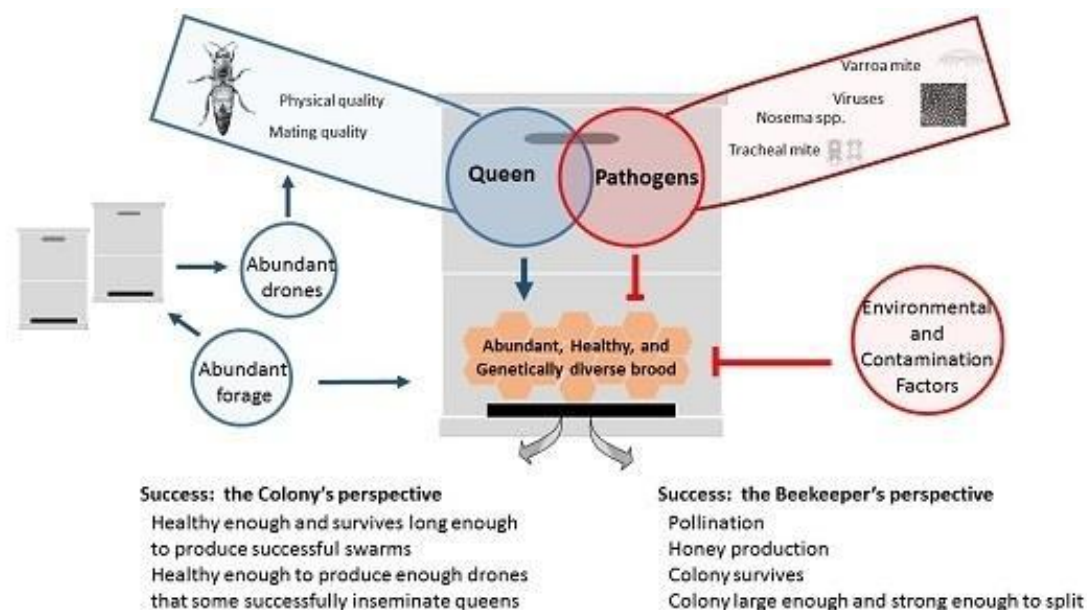 Physical quality
Mating quality
Varroa mite
Viruses
Nosema spp.
Tracheal mite
Queen
Pathogens
Abundant
drones
Abundant
forage
Abundant, Healthy, and
Genetically diverse brood
Environmental
and
Contamination
Factors
Success: the Colony's perspective
Healthy enough and survives long enough
to produce successful swarms
Healthy enough to produce enough drones
that some successfully inseminate queens
Success: the Beekeeper's perspective
Pollination
Honey production
Colony survives
Colony large enough and strong enough to split